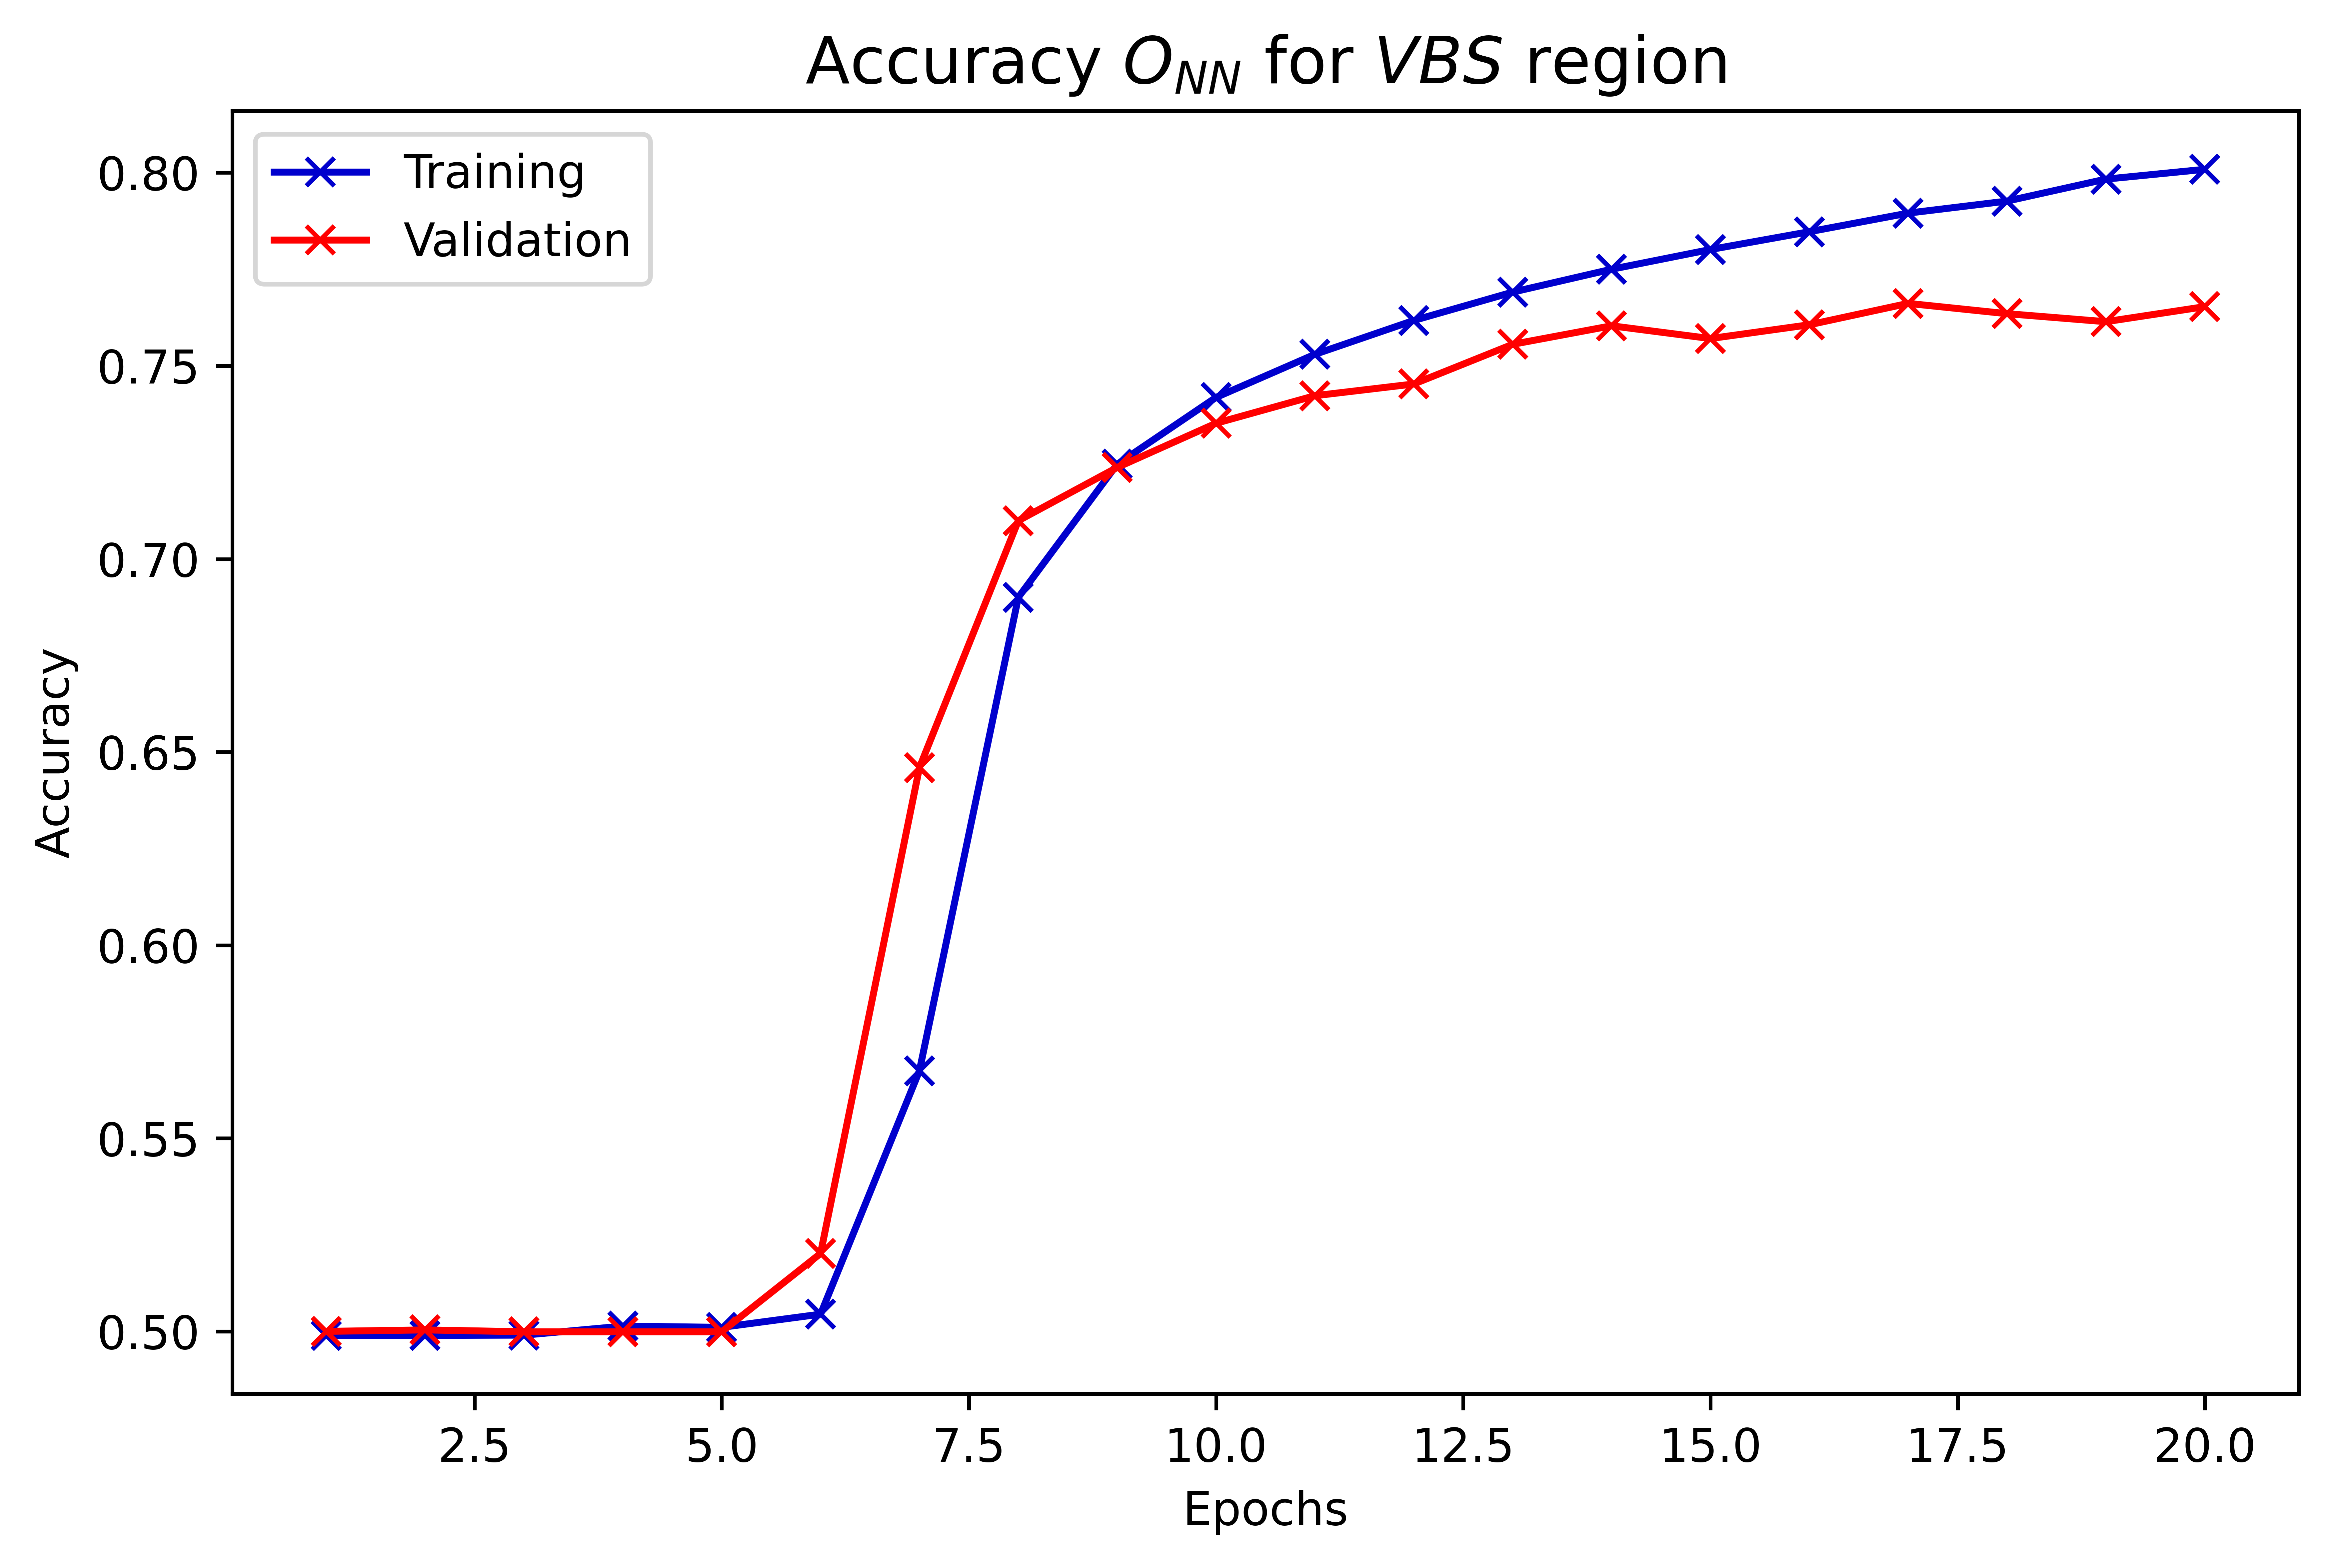 Accuracy O_NN for VBS region
Training
Validation
0.80
0.75
0.70
0.65
0.60
0.55
0.50
Accuracy
2.5 5.0 7.5 10.0 12.5 15.0 17.5 20.0
Epochs